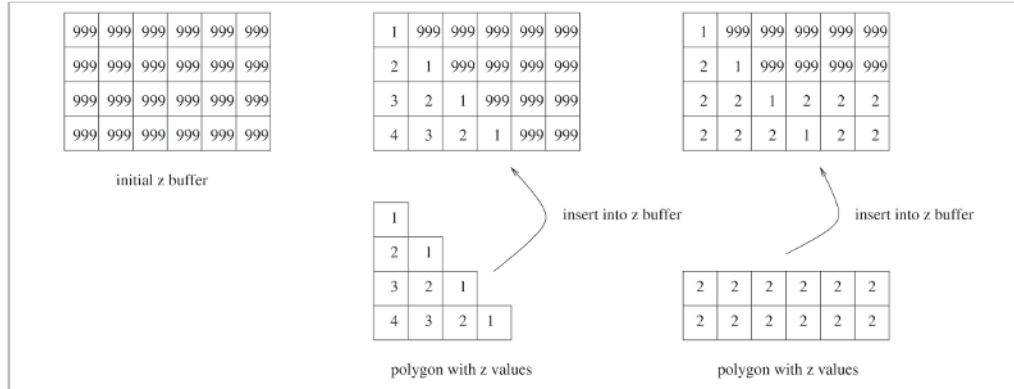 999 999 999 999 999 999
999 999 999 999 999 999
999 999 999 999 999 999
999 999 999 999 999 999
initial z buffer
1 999 999 999 999 999
2 1 999 999 999 999
3 2 1 999 999 999
4 3 2 1 999 999
insert into z buffer
1
2 1
3 2 1
4 3 2 1
polygon with z values
1 999 999 999 999 999
2 1 999 999 999 999
2 2 1 2 2 2
2 2 2 1 2 2
insert into z buffer
2 2 2 2 2 2
2 2 2 2 2 2
polygon with z values